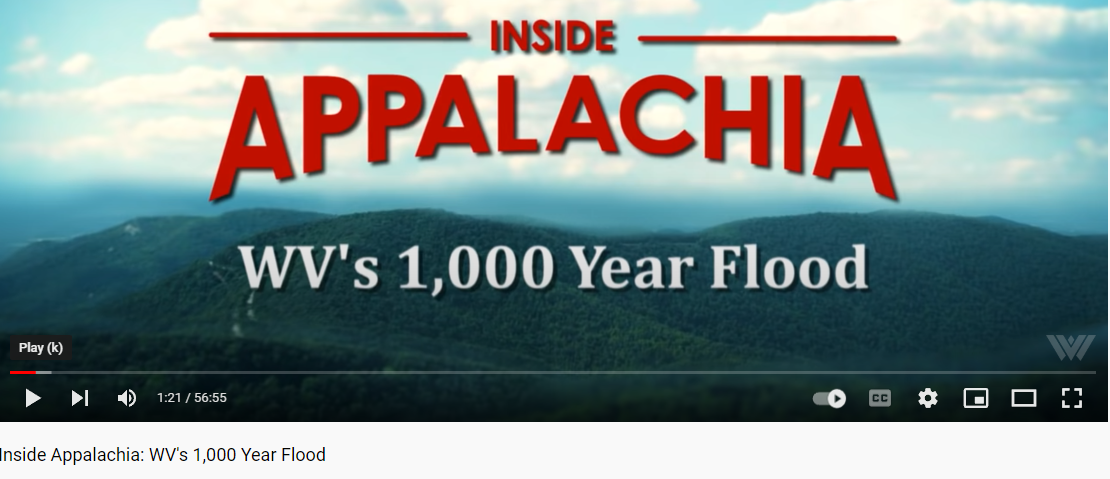 INSIDE
APPALACHIA
WV's 1,000 Year Flood
Play (k)
W
1:21 / 56:55
CC
Inside Appalachia: WV's 1,000 Year Flood